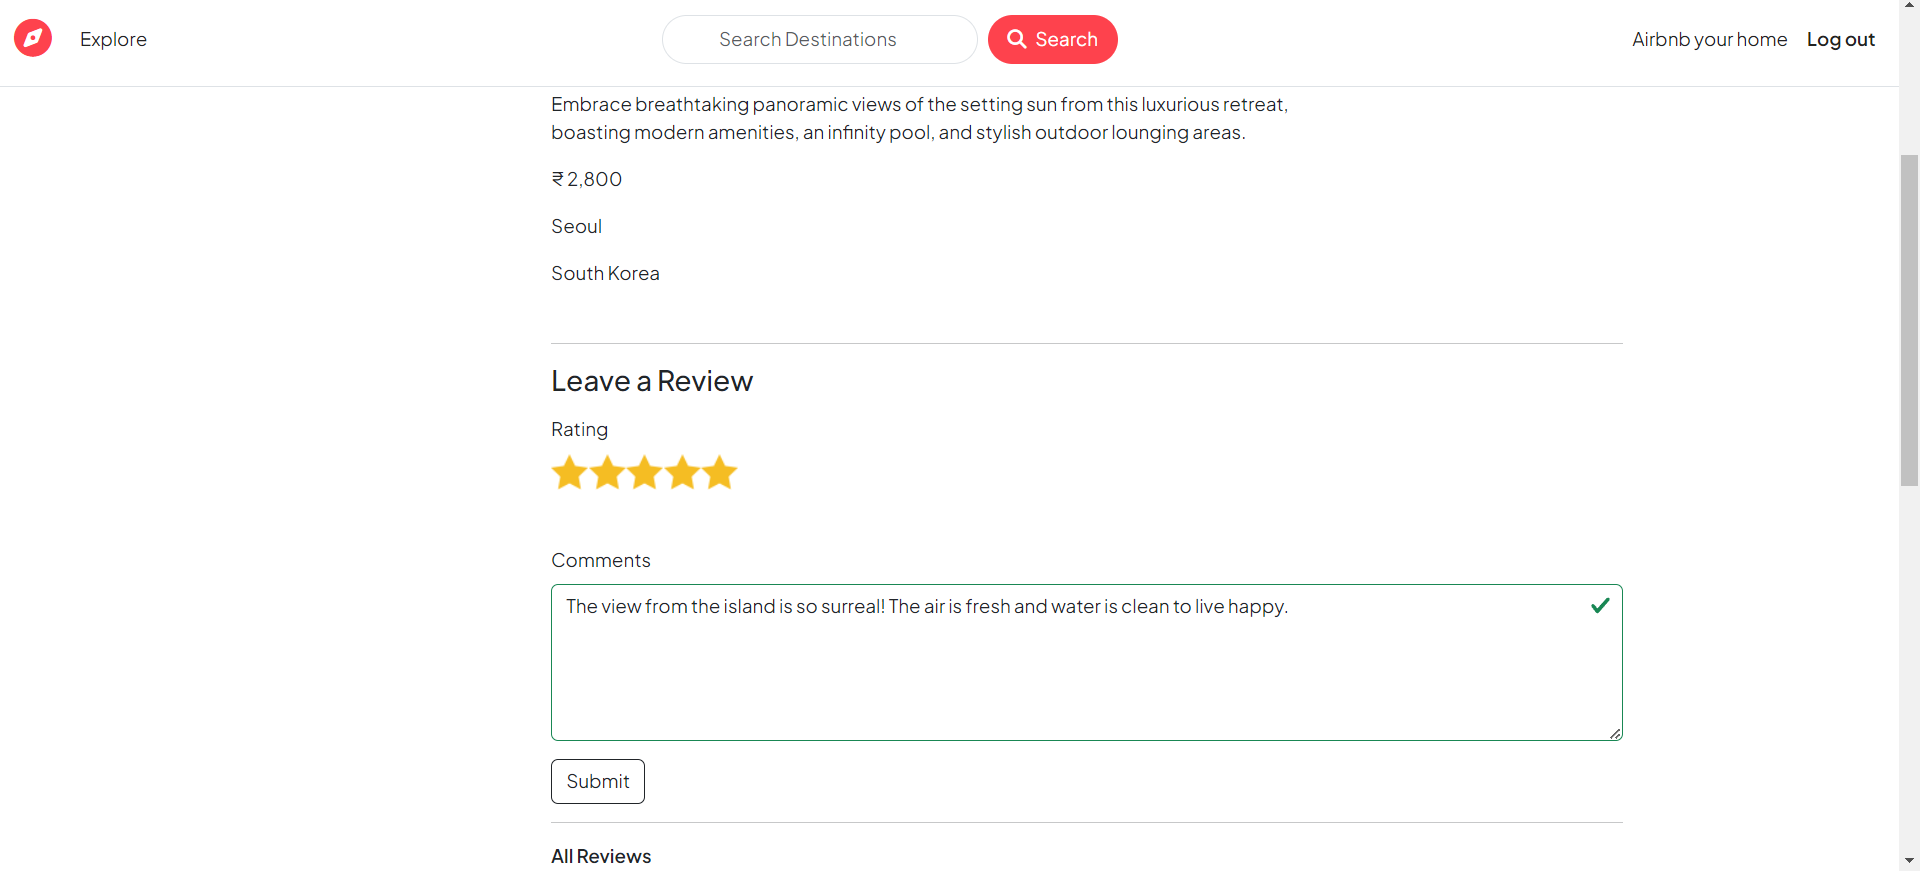 Explore
Search Destinations
Search
Airbnb your home
Log out
Embrace breathtaking panoramic views of the setting sun from this luxurious retreat,
boasting modern amenities, an infinity pool, and stylish outdoor lounging areas.
₹ 2,800
Seoul
South Korea
Leave a Review
Rating
Comments
The view from the island is so surreal! The air is fresh and water is clean to live happy.
Submit
All Reviews